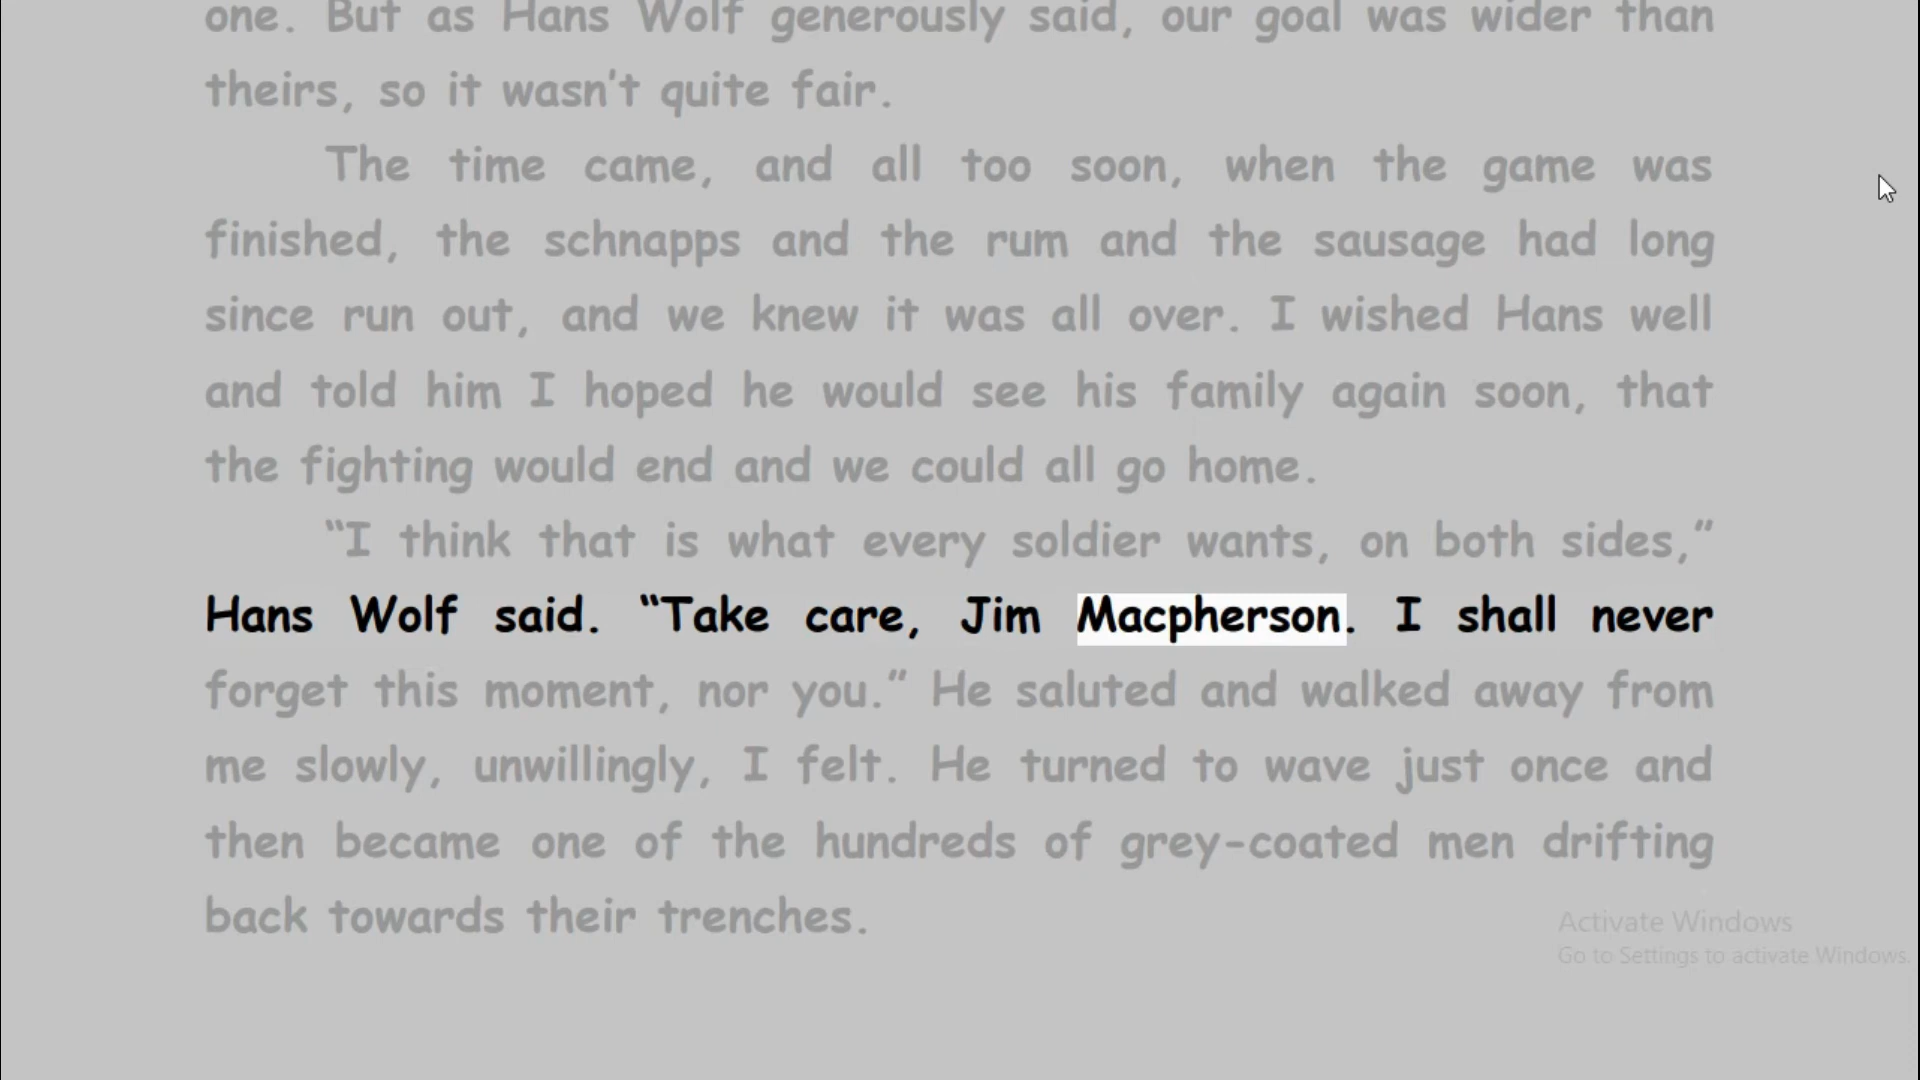 one. But as Hans Wolf generously said, our goal was wider than
theirs, so it wasn't quite fair.
The time came, and all too soon, when the game was
finished, the schnapps and the rum and the sausage had long
since run out, and we knew it was all over. I wished Hans well
and told him I hoped he would see his family again soon, that
the fighting would end and we could all go home.
“I think that is what every soldier wants, on both sides,”
Hans Wolf said. “Take care, Jim Macpherson. I shall never
forget this moment, nor you.” He saluted and walked away from
me slowly, unwillingly, I felt. He turned to wave just once and
then became one of the hundreds of grey-coated men drifting
back towards their trenches.
Activate Windows
Go to Settings to activate Windows.